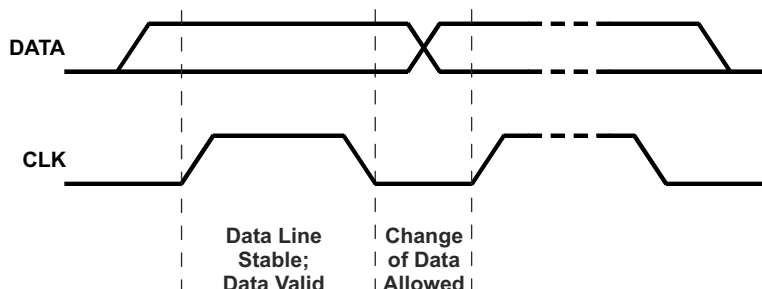 DATA
CLK
Data Line
Stable;
Data Valid
Change
of Data
Allowed